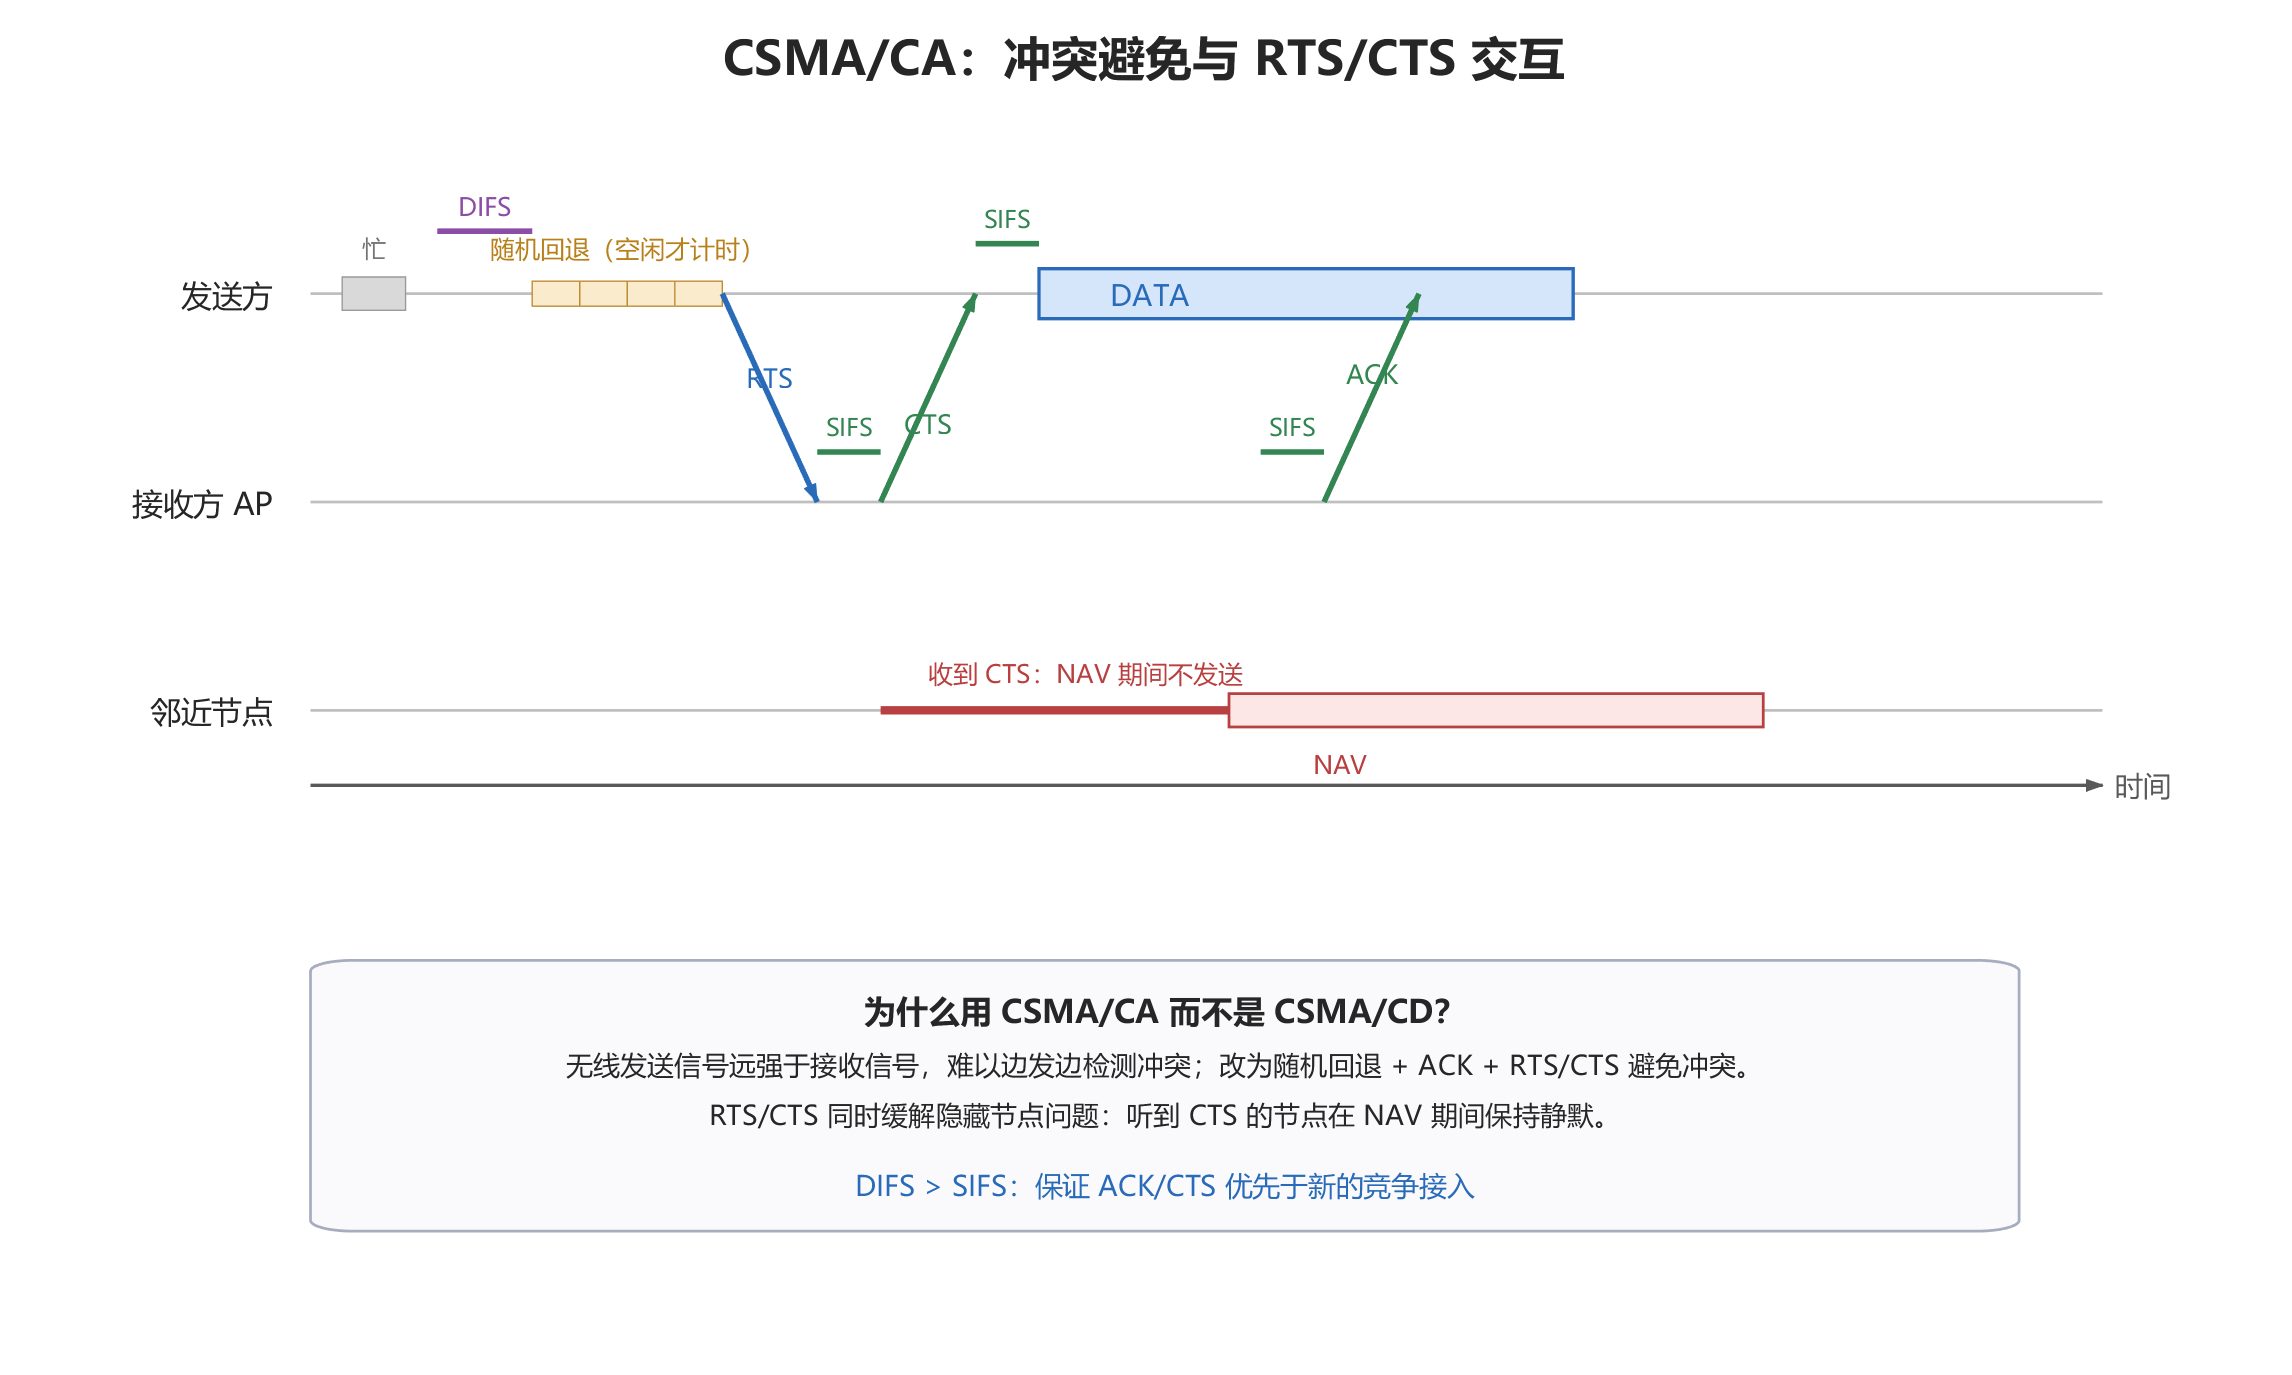 CSMA/CA：冲突避免与 RTS/CTS 交互
DIFS
SIFS
忙
随机回退（空闲才计时）
发送方
DATA
RTS
ACK
SIFS
CTS
SIFS
接收方 AP
收到 CTS：NAV 期间不发送
邻近节点
NAV
时间
为什么用 CSMA/CA 而不是 CSMA/CD？
无线发送信号远强于接收信号，难以边发边检测冲突；改为随机回退 + ACK + RTS/CTS 避免冲突。
RTS/CTS 同时缓解隐藏节点问题：听到 CTS 的节点在 NAV 期间保持静默。
DIFS > SIFS：保证 ACK/CTS 优先于新的竞争接入